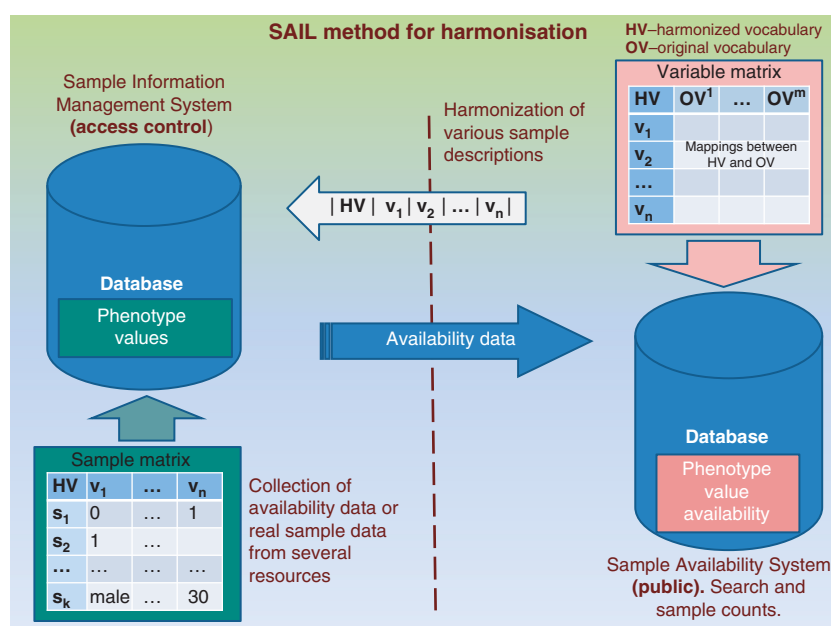 SAIL method for harmonisation
HV–harmonized vocabulary
OV–original vocabulary
Sample Information
Management System
(access control)
Database
Phenotype
values
Harmonization of
various sample
descriptions
| HV | v1 | v2 | ... | vn |
Variable matrix
HV OV1 ... OVm
v1
v2 Mappings between
HV and OV
...
vn
Availability data
Sample matrix
HV v1 ... vn
s1 0 ... 1
s2 1 ...
... ... ... ...
sk male ... 30
Collection of
availability data or
real sample data
from several
resources
Database
Phenotype
value
availability
Sample Availability System
(public). Search and
sample counts.